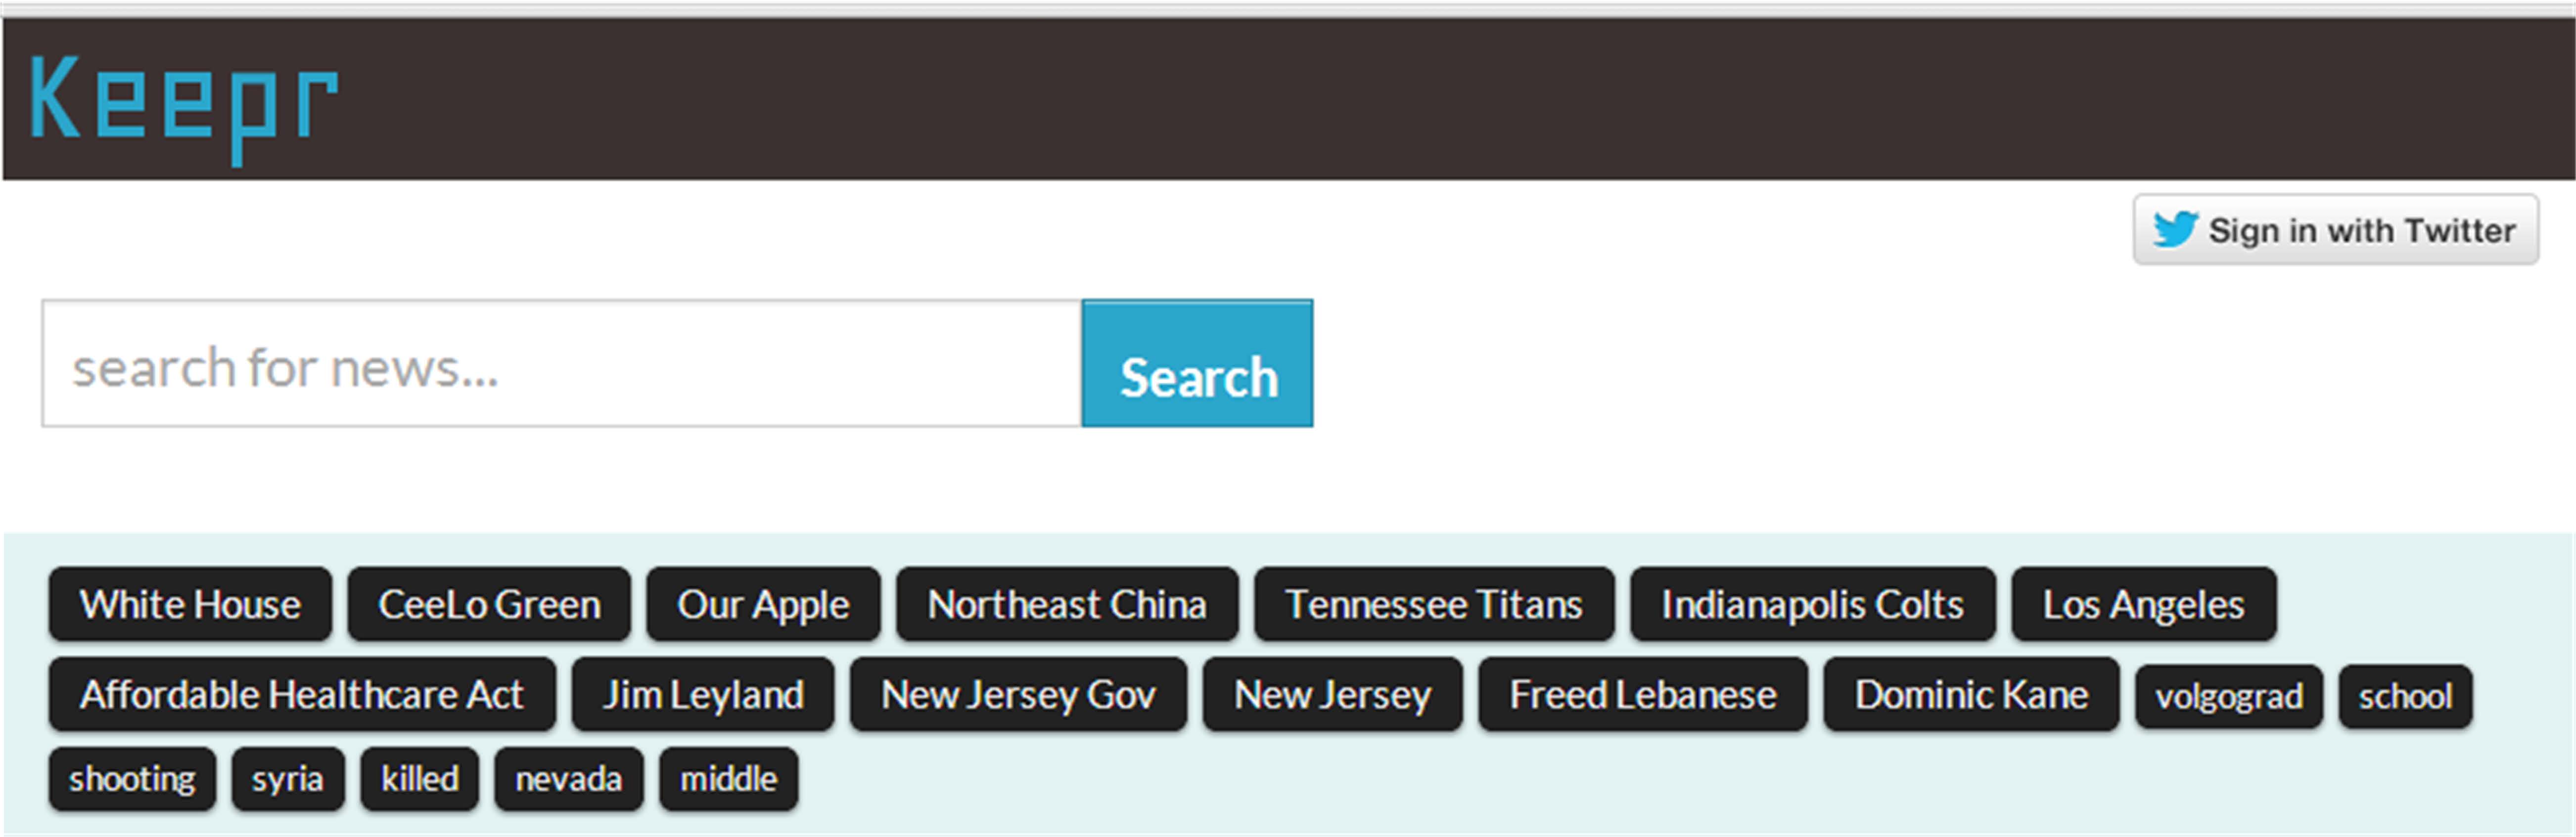 Keepr
Sign in with Twitter
search for news... Search
White House CeeLo Green Our Apple Northeast China Tennessee Titans Indianapolis Colts Los Angeles
Affordable Healthcare Act Jim Leyland New Jersey Gov New Jersey Freed Lebanese Dominic Kane volgograd school
shooting syria killed nevada middle